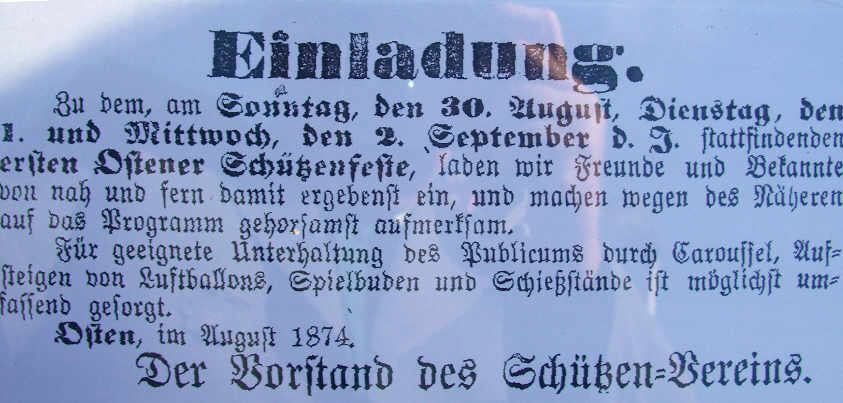 Einladung.
Zu dem, am Sonntag, den 30. August, Dienstag, den
1. und Mittwoch, den 2. September d. J. stattfindenden
ersten Ostener Schützenfeste, laden wir Freunde und Bekannte
von nah und fern damit ergebenst ein, und machen wegen des Näheren
auf das Programm gehorsamst aufmerksam.
Für geeignete Unterhaltung des Publicums durch Caroussel, Auf-
steigen von Luftballons, Spielbuden und Schießstände ist möglichst um-
fassend gesorgt.
Osten, im August 1874.
Der Vorstand des Schützen-Vereins.